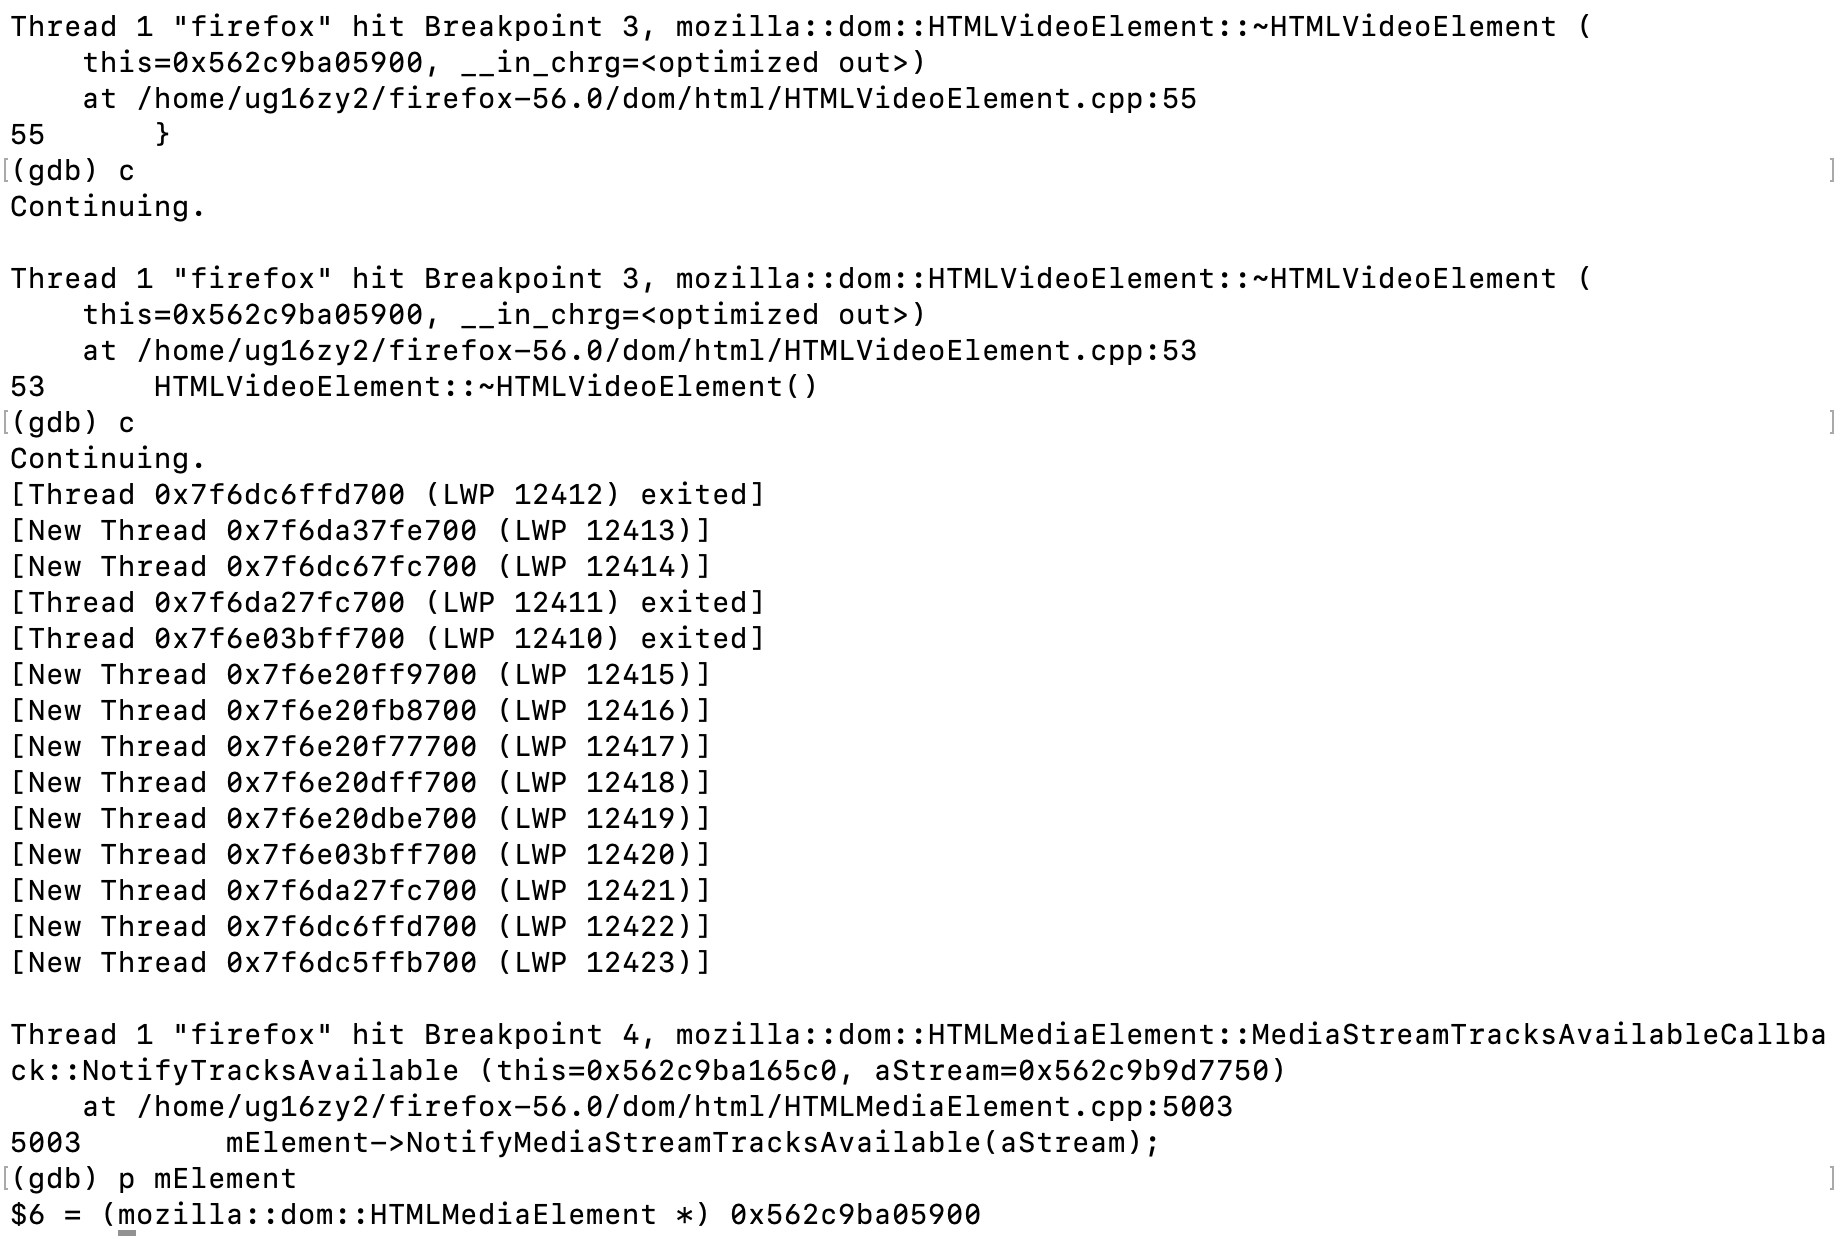 Thread 1 "firefox" hit Breakpoint 3, mozilla::dom::HTMLVideoElement::~HTMLVideoElement (
    this=0x562c9ba05900, __in_chrg=<optimized out>)
    at /home/ug16zy2/firefox-56.0/dom/html/HTMLVideoElement.cpp:55
55      }
[(gdb) c ]
Continuing.

Thread 1 "firefox" hit Breakpoint 3, mozilla::dom::HTMLVideoElement::~HTMLVideoElement (
    this=0x562c9ba05900, __in_chrg=<optimized out>)
    at /home/ug16zy2/firefox-56.0/dom/html/HTMLVideoElement.cpp:53
53      HTMLVideoElement::~HTMLVideoElement()
[(gdb) c ]
Continuing.
[Thread 0x7f6dc6ffd700 (LWP 12412) exited]
[New Thread 0x7f6da37fe700 (LWP 12413)]
[New Thread 0x7f6dc67fc700 (LWP 12414)]
[Thread 0x7f6da27fc700 (LWP 12411) exited]
[Thread 0x7f6e03bff700 (LWP 12410) exited]
[New Thread 0x7f6e20ff9700 (LWP 12415)]
[New Thread 0x7f6e20fb8700 (LWP 12416)]
[New Thread 0x7f6e20f77700 (LWP 12417)]
[New Thread 0x7f6e20dff700 (LWP 12418)]
[New Thread 0x7f6e20dbe700 (LWP 12419)]
[New Thread 0x7f6e03bff700 (LWP 12420)]
[New Thread 0x7f6da27fc700 (LWP 12421)]
[New Thread 0x7f6dc6ffd700 (LWP 12422)]
[New Thread 0x7f6dc5ffb700 (LWP 12423)]

Thread 1 "firefox" hit Breakpoint 4, mozilla::dom::HTMLMediaElement::MediaStreamTracksAvailableCallba
ck::NotifyTracksAvailable (this=0x562c9ba165c0, aStream=0x562c9b9d7750)
    at /home/ug16zy2/firefox-56.0/dom/html/HTMLMediaElement.cpp:5003
5003        mElement->NotifyMediaStreamTracksAvailable(aStream);
[(gdb) p mElement ]
$6 = (mozilla::dom::HTMLMediaElement *) 0x562c9ba05900